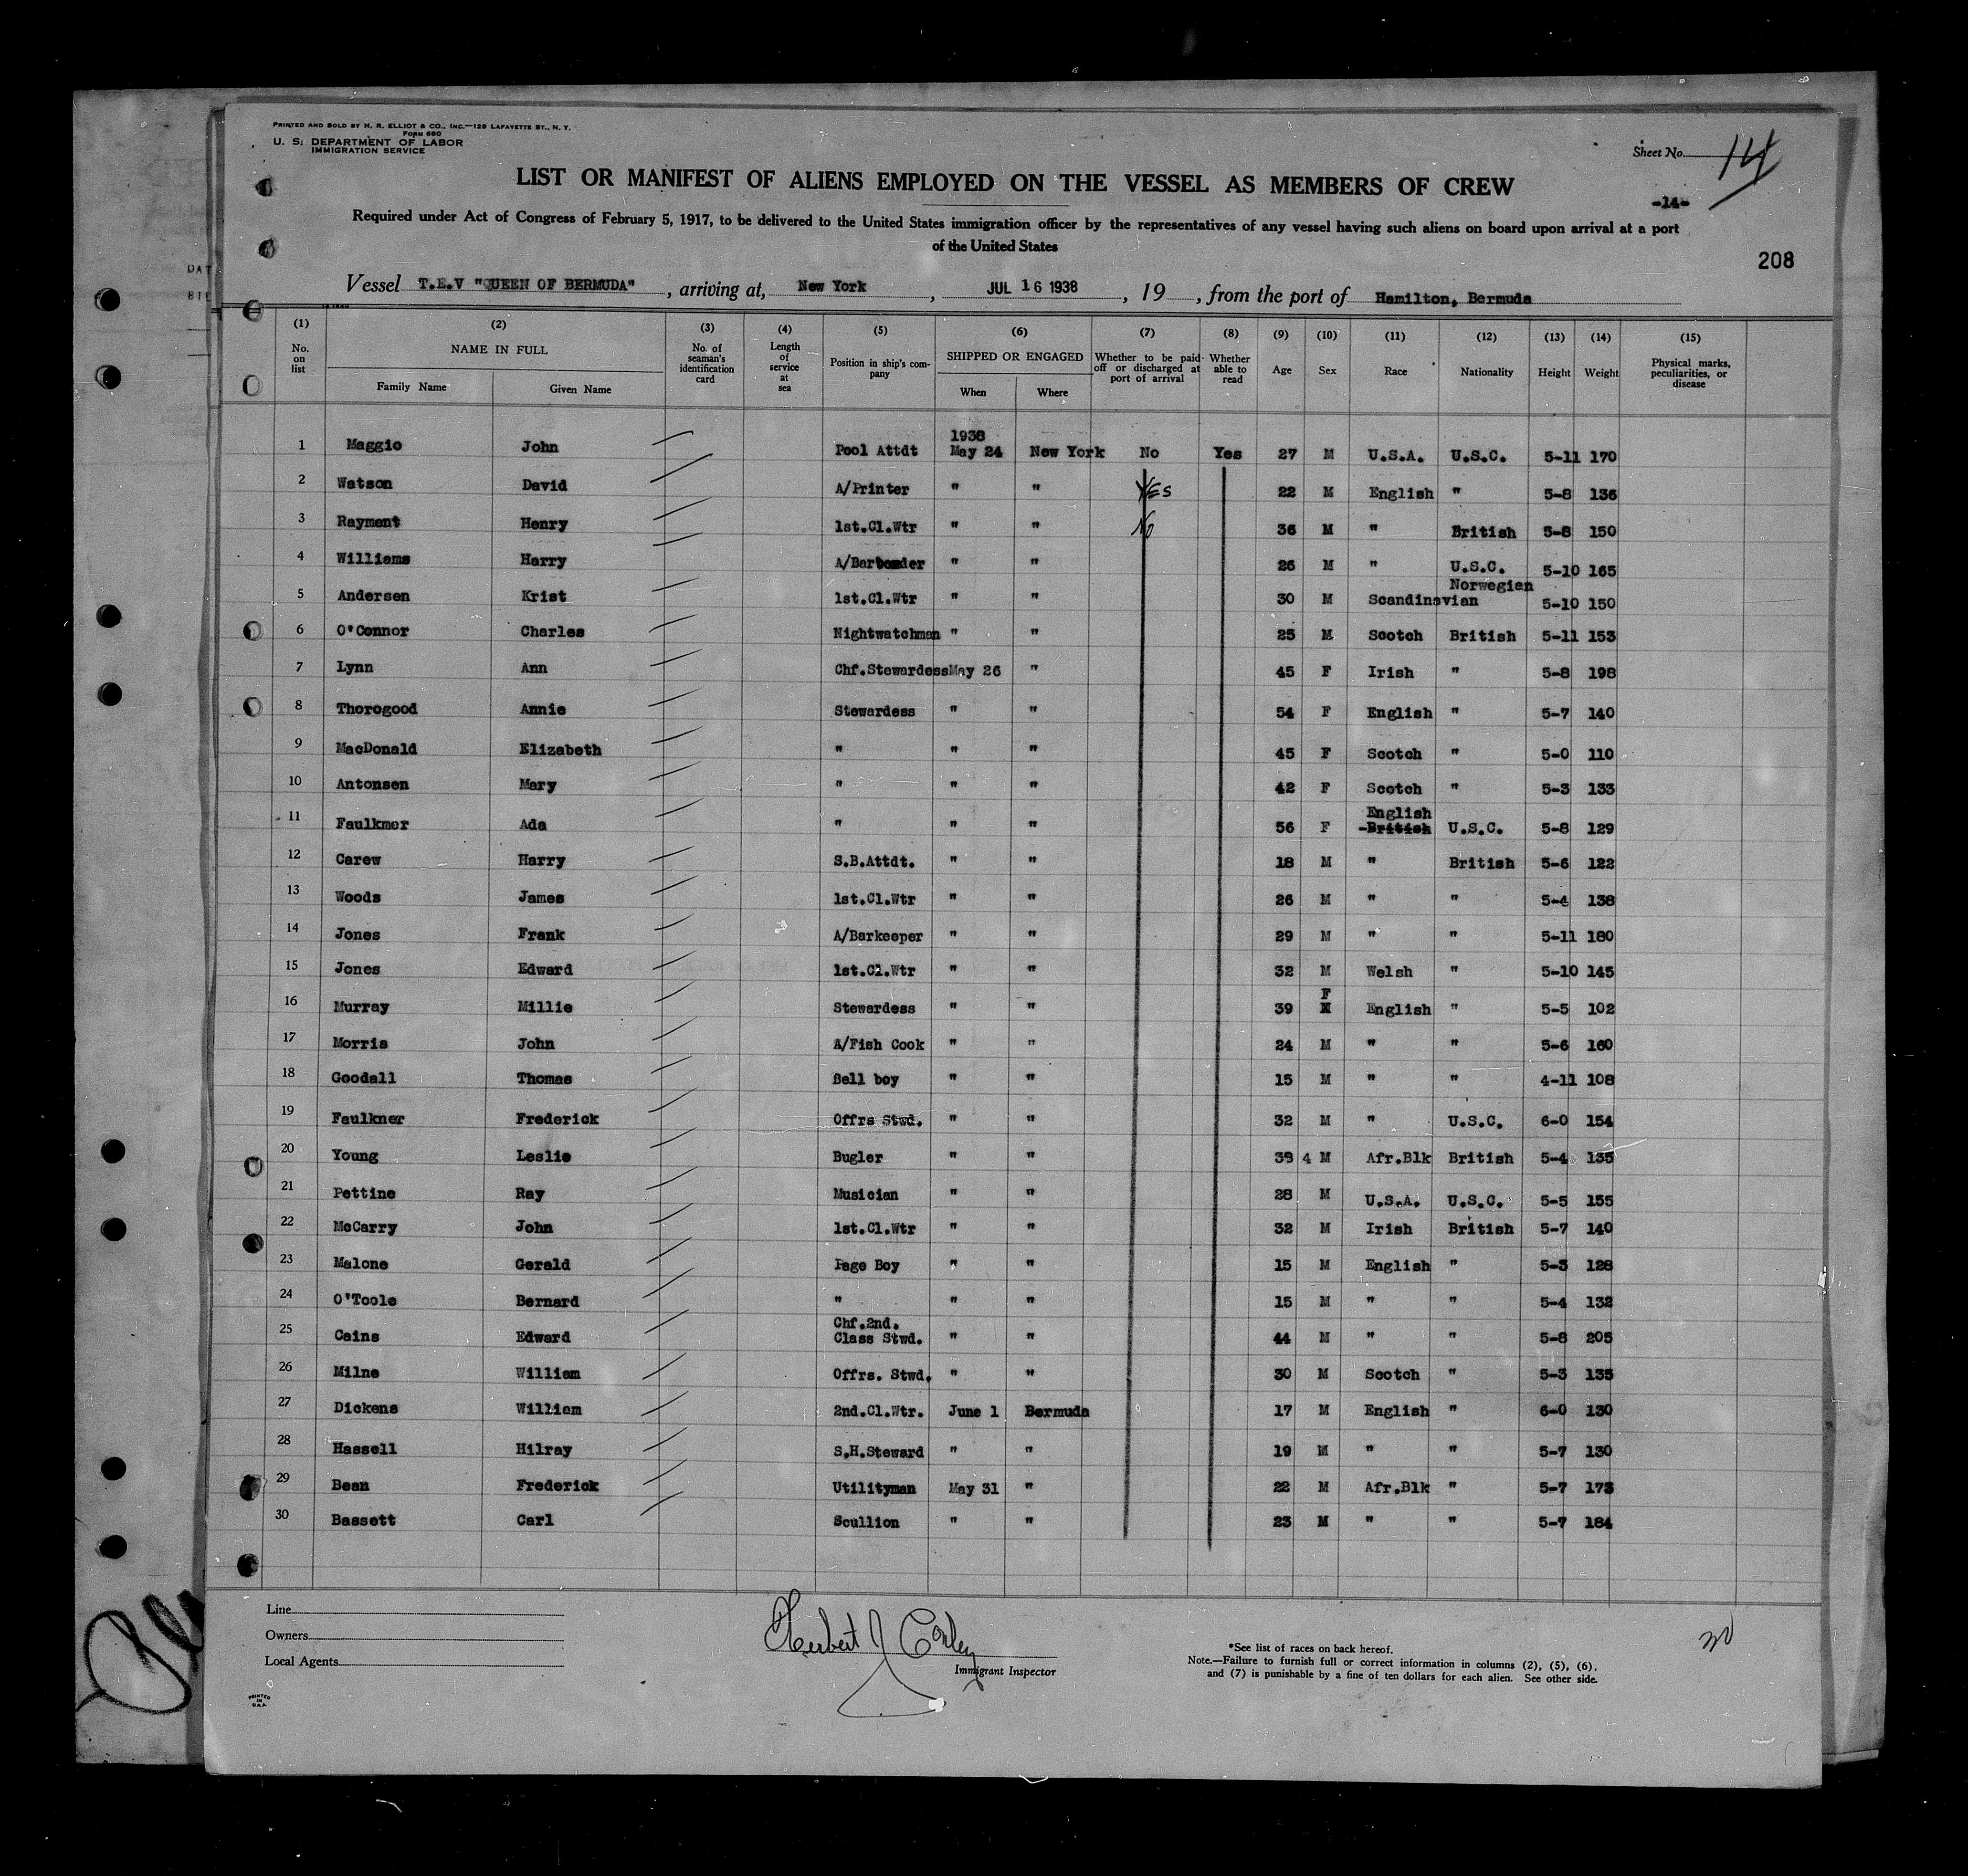 PRINTED AND SOLD BY H. R. ELLIOT & CO., INC.—129 LAFAYETTE ST., N. Y.
FORM 680
U. S. DEPARTMENT OF LABOR
IMMIGRATION SERVICE
Sheet No. 14
LIST OR MANIFEST OF ALIENS EMPLOYED ON THE VESSEL AS MEMBERS OF CREW
-14-
Required under Act of Congress of February 5, 1917, to be delivered to the United States immigration officer by the representatives of any vessel having such aliens on board upon arrival at a port
of the United States
208
Vessel T.E.V "QUEEN OF BERMUDA", arriving at, New York, JUL 16 1938, 19, from the port of Hamilton, Bermuda
(1) (2) (3) (4) (5) (6) (7) (8) (9) (10) (11) (12) (13) (14) (15)
No. on list NAME IN FULL Family Name Given Name No. of seaman's identification card Length of service at sea Position in ship's company SHIPPED OR ENGAGED When Where Whether to be paid off or discharged at port of arrival Whether able to read Age Sex Race Nationality Height Weight Physical marks, peculiarities, or disease
1 Maggio John Pool Attdt 1938 May 24 New York No Yes 27 M U.S.A. U.S.C. 5-11 170
2 Watson David A/Printer " " YES 22 M English " 5-8 136
3 Rayment Henry 1st.Cl.Wtr " " No 36 M " British 5-8 150
4 Williams Harry A/Bartender " " 26 M " U.S.C. 5-10 165
5 Andersen Krist 1st.Cl.Wtr " " 30 M Scandinavian Norwegian 5-10 150
6 O'Connor Charles Nightwatchman " " 25 M Scotch British 5-11 153
7 Lynn Ann Chf.Stewardess May 26 " 45 F Irish " 5-8 198
8 Thorogood Annie Stewardess " " 54 F English " 5-7 140
9 MacDonald Elizabeth " " " 45 F Scotch " 5-0 110
10 Antonsen Mary " " " 42 F Scotch " 5-3 133
11 Faulkner Ada " " " 56 F English British U.S.C. 5-8 129
12 Carew Harry S.B.Attdt. " " 18 M " British 5-6 122
13 Woods James 1st.Cl.Wtr " " 26 M " " 5-4 138
14 Jones Frank A/Barkeeper " " 29 M " " 5-11 180
15 Jones Edward 1st.Cl.Wtr " " 32 M Welsh " 5-10 145
16 Murray Millie Stewardess " " 39 F English " 5-5 102
17 Morris John A/Fish Cook " " 24 M " " 5-6 160
18 Goodall Thomas Bell boy " " 15 M " " 4-11 108
19 Faulkner Frederick Offrs Stwd. " " 32 M " U.S.C. 6-0 154
20 Young Leslie Bugler " " 38 4 M Afr.Blk British 5-4 135
21 Pettine Ray Musician " " 28 M U.S.A. U.S.C. 5-5 155
22 McCarry John 1st.Cl.Wtr " " 32 M Irish British 5-7 140
23 Malone Gerald Page Boy " " 15 M English " 5-3 128
24 O'Toole Bernard " " " 15 M " " 5-4 132
25 Cains Edward Chf.2nd. Class Stwd. " " 44 M " " 5-8 205
26 Milne William Offrs. Stwd. " " 30 M Scotch " 5-3 135
27 Dickens William 2nd.Cl.Wtr. June 1 Bermuda 17 M English " 6-0 130
28 Hassell Hilray S.H.Steward " " 19 M " " 5-7 130
29 Bean Frederick Utilityman May 31 " 22 M Afr.Blk " 5-7 173
30 Bassett Carl Scullion " " 23 M " " 5-7 184
Line
Owners
Local Agents
Herbert J Conley
Immigrant Inspector
*See list of races on back hereof.
Note.—Failure to furnish full or correct information in columns (2), (5), (6),
and (7) is punishable by a fine of ten dollars for each alien. See other side.
30
PRINTED IN U.S.A.